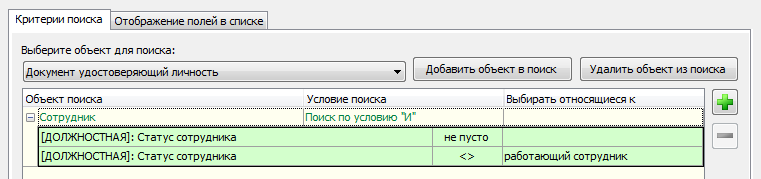 Критерии поиска Отображение полей в списке
Выберите объект для поиска:
Документ удостоверяющий личность Добавить объект в поиск Удалить объект из поиска
Объект поиска Условие поиска Выбирать относящиеся к
Сотрудник Поиск по условию "И"
[ДОЛЖНОСТНАЯ]: Статус сотрудника не пусто
[ДОЛЖНОСТНАЯ]: Статус сотрудника <> работающий сотрудник